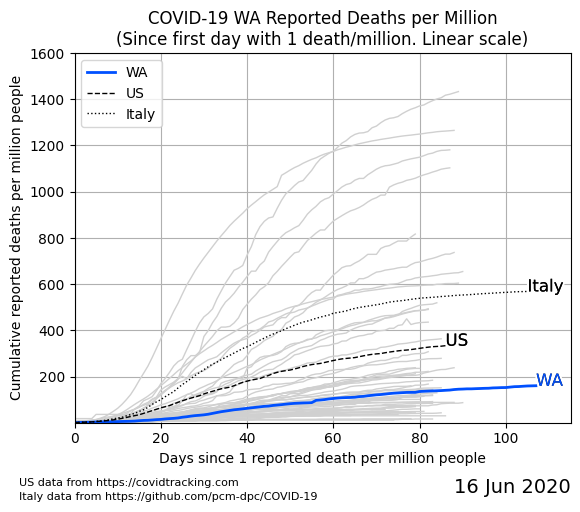 COVID-19 WA Reported Deaths per Million
(Since first day with 1 death/million. Linear scale)
Cumulative reported deaths per million people
1600
1400
1200
1000
800
600
400
200
WA
US
Italy
Italy
US
WA
0 20 40 60 80 100
Days since 1 reported death per million people
US data from https://covidtracking.com
Italy data from https://github.com/pcm-dpc/COVID-19
16 Jun 2020